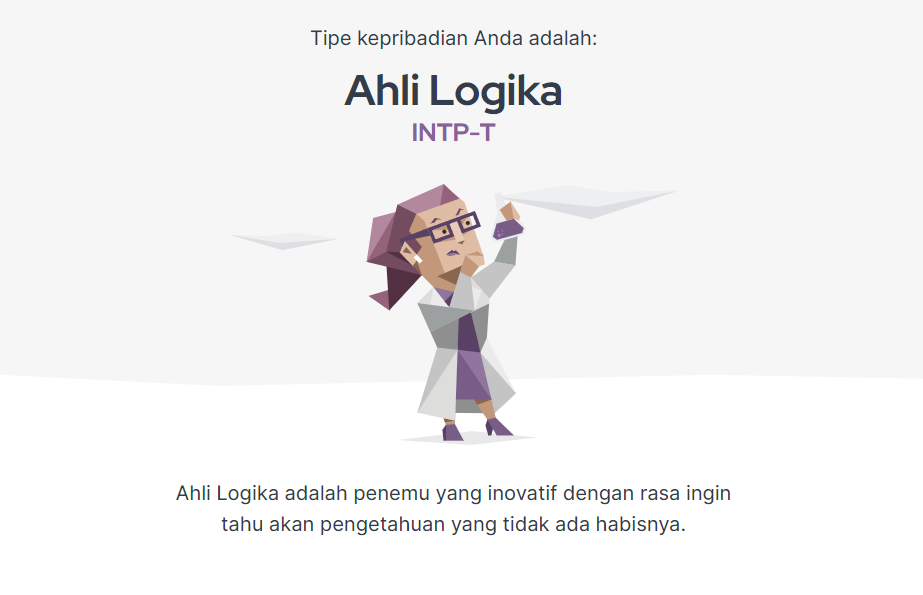 Tipe kepribadian Anda adalah:
Ahli Logika
INTP-T
Ahli Logika adalah penemu yang inovatif dengan rasa ingin
tahu akan pengetahuan yang tidak ada habisnya.